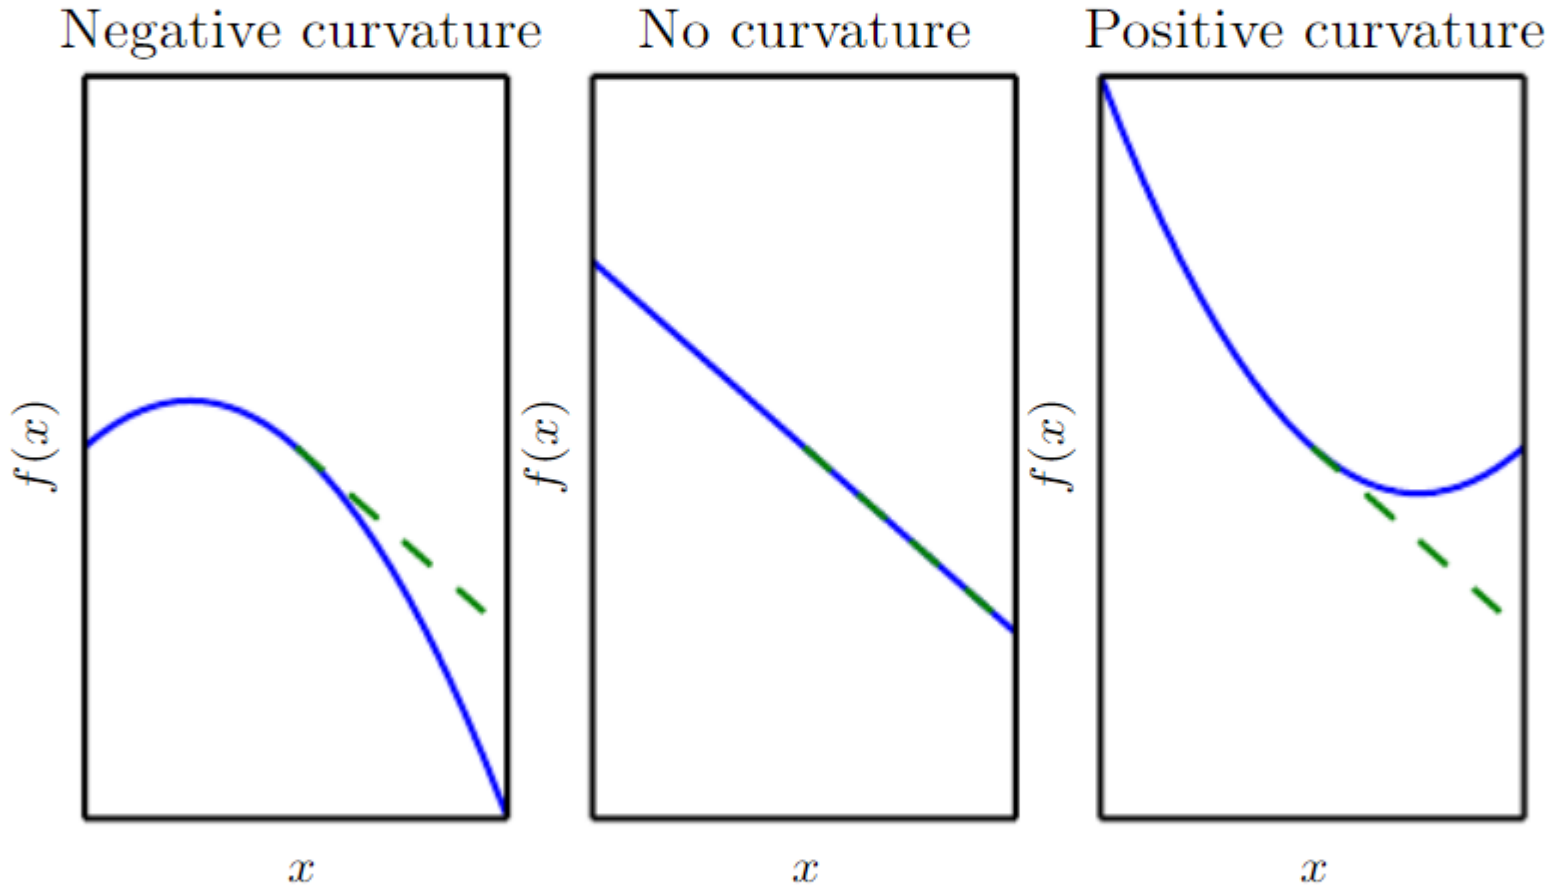 Negative curvature
No curvature
Positive curvature
f(x)
f(x)
f(x)
x
x
x